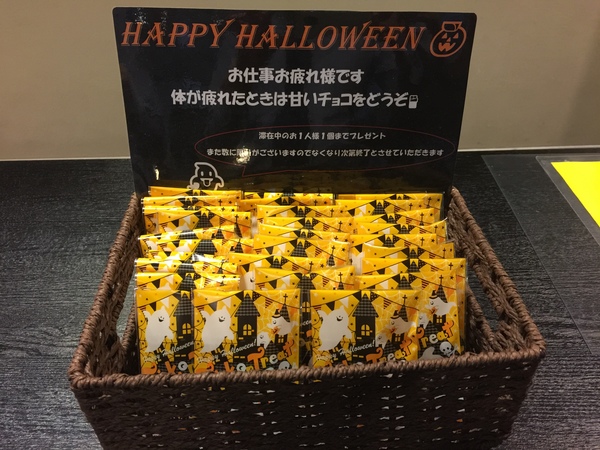 HAPPY HALLOWEEN
お仕事お疲れ様です
体が疲れたときは甘いチョコをどうぞ
滞在中のお1人様1個までプレゼント
また数に限りがございますのでなくなり次第終了とさせていただきます